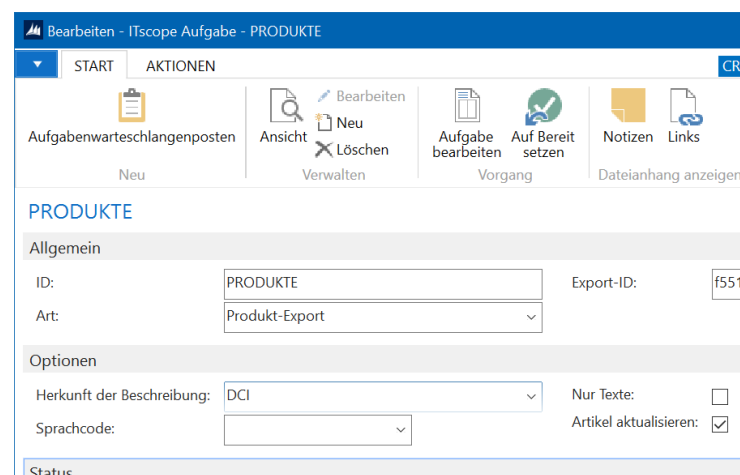 Bearbeiten - ITscope Aufgabe - PRODUKTE
START AKTIONEN CR
Aufgabenwarteschlangenposten
Ansicht
Bearbeiten
Neu
Löschen
Aufgabe bearbeiten
Auf Bereit setzen
Notizen Links
Neu Verwalten Vorgang Dateianhang anzeigen
PRODUKTE
Allgemein
ID: PRODUKTE Export-ID: f551
Art: Produkt-Export
Optionen
Herkunft der Beschreibung: DCI Nur Texte:
Sprachcode: Artikel aktualisieren:
Status